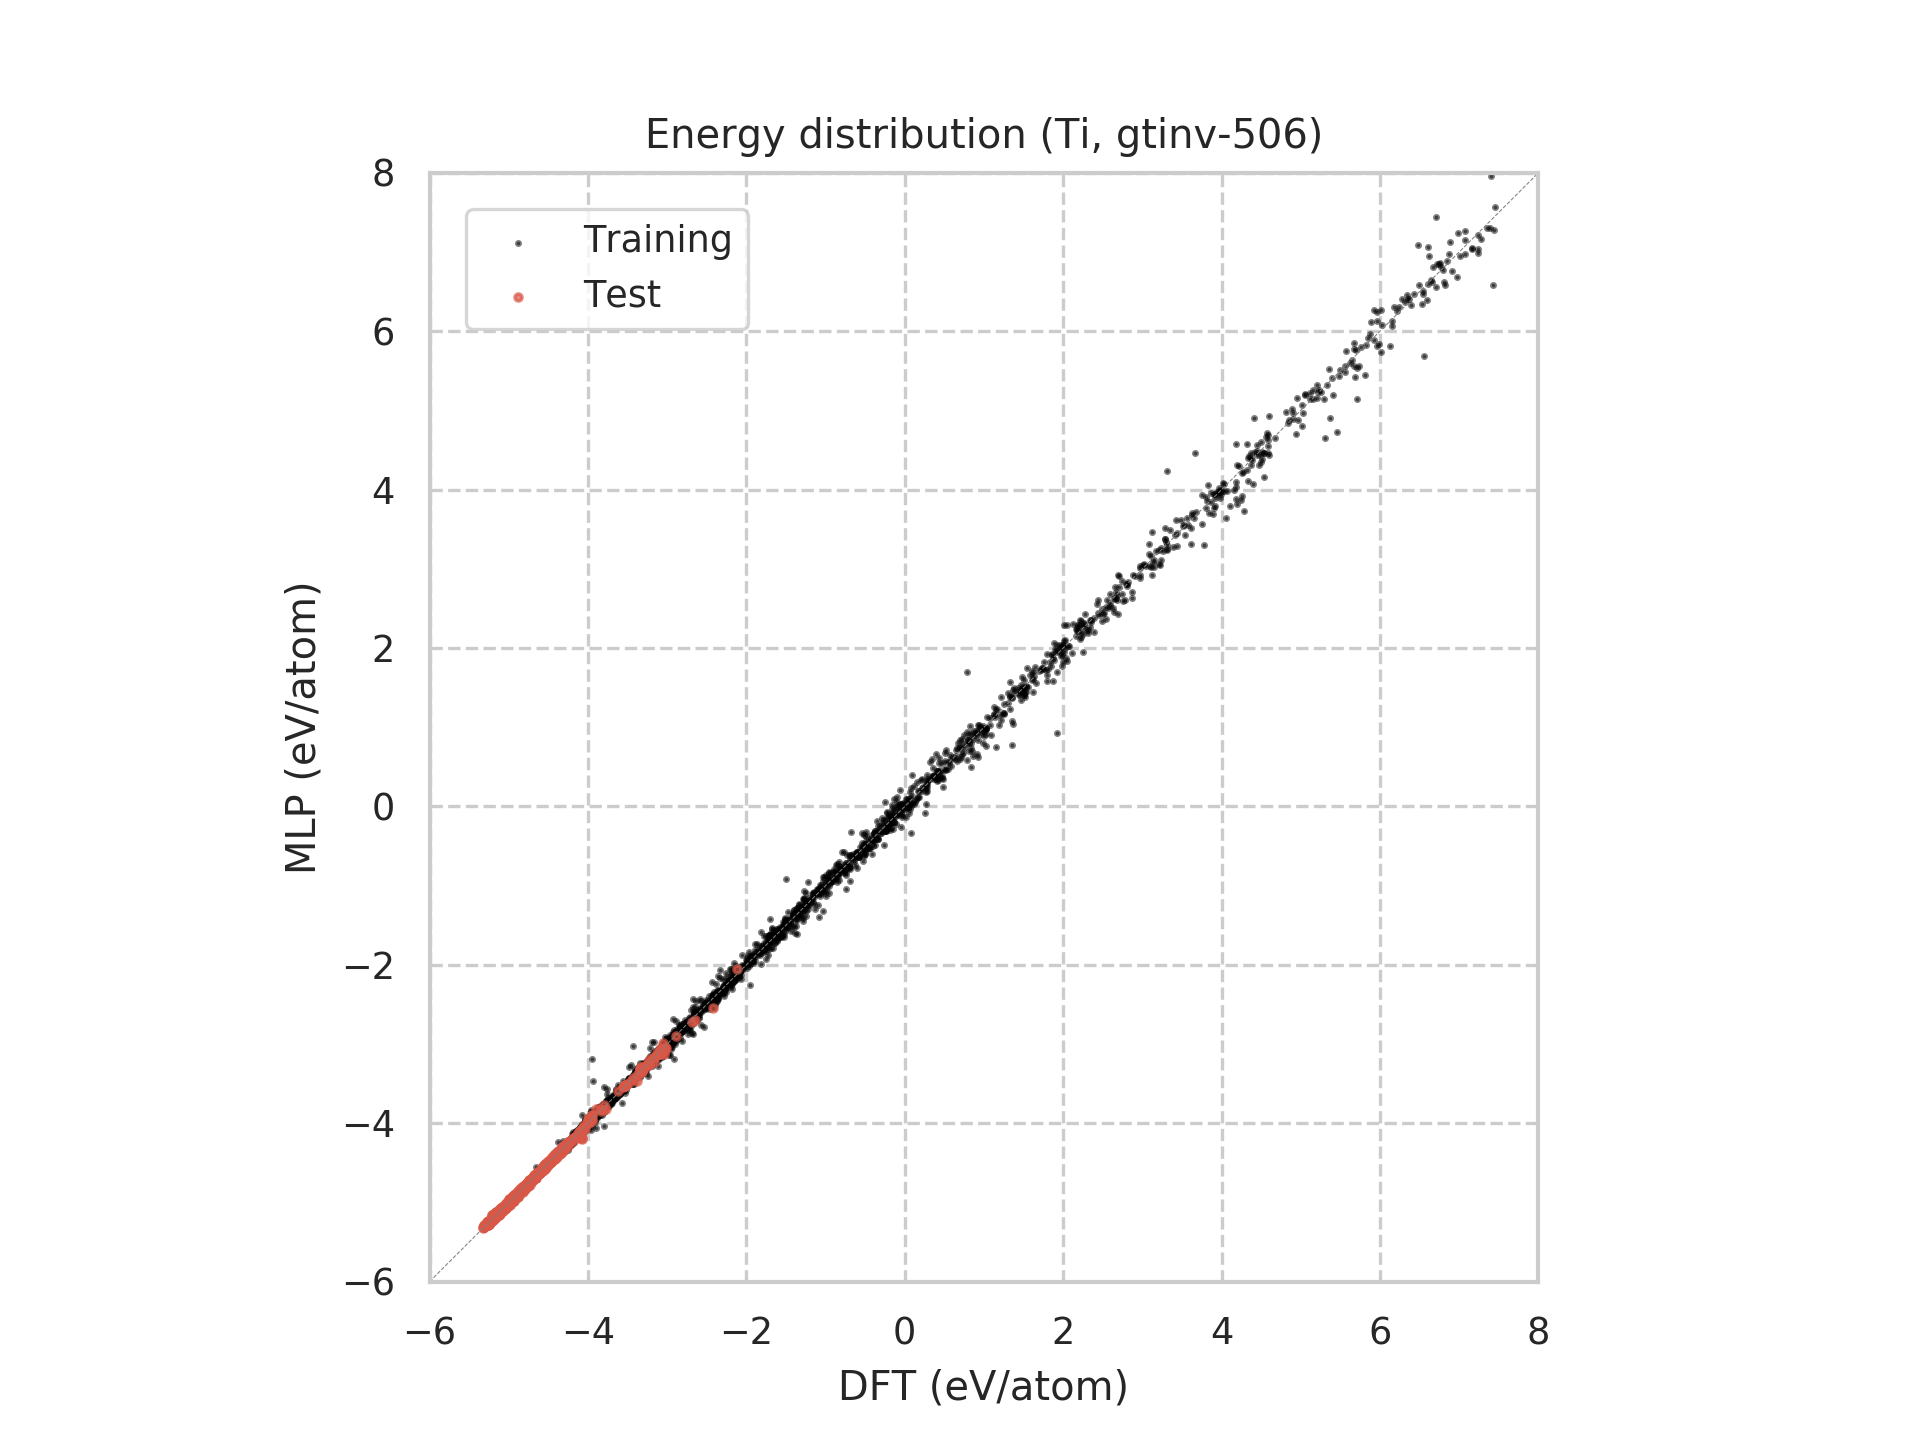 Energy distribution (Ti, gtinv-506)
Training
Test
8
6
4
2
0
−2
−4
−6
MLP (eV/atom)
−6 −4 −2 0 2 4 6 8
DFT (eV/atom)